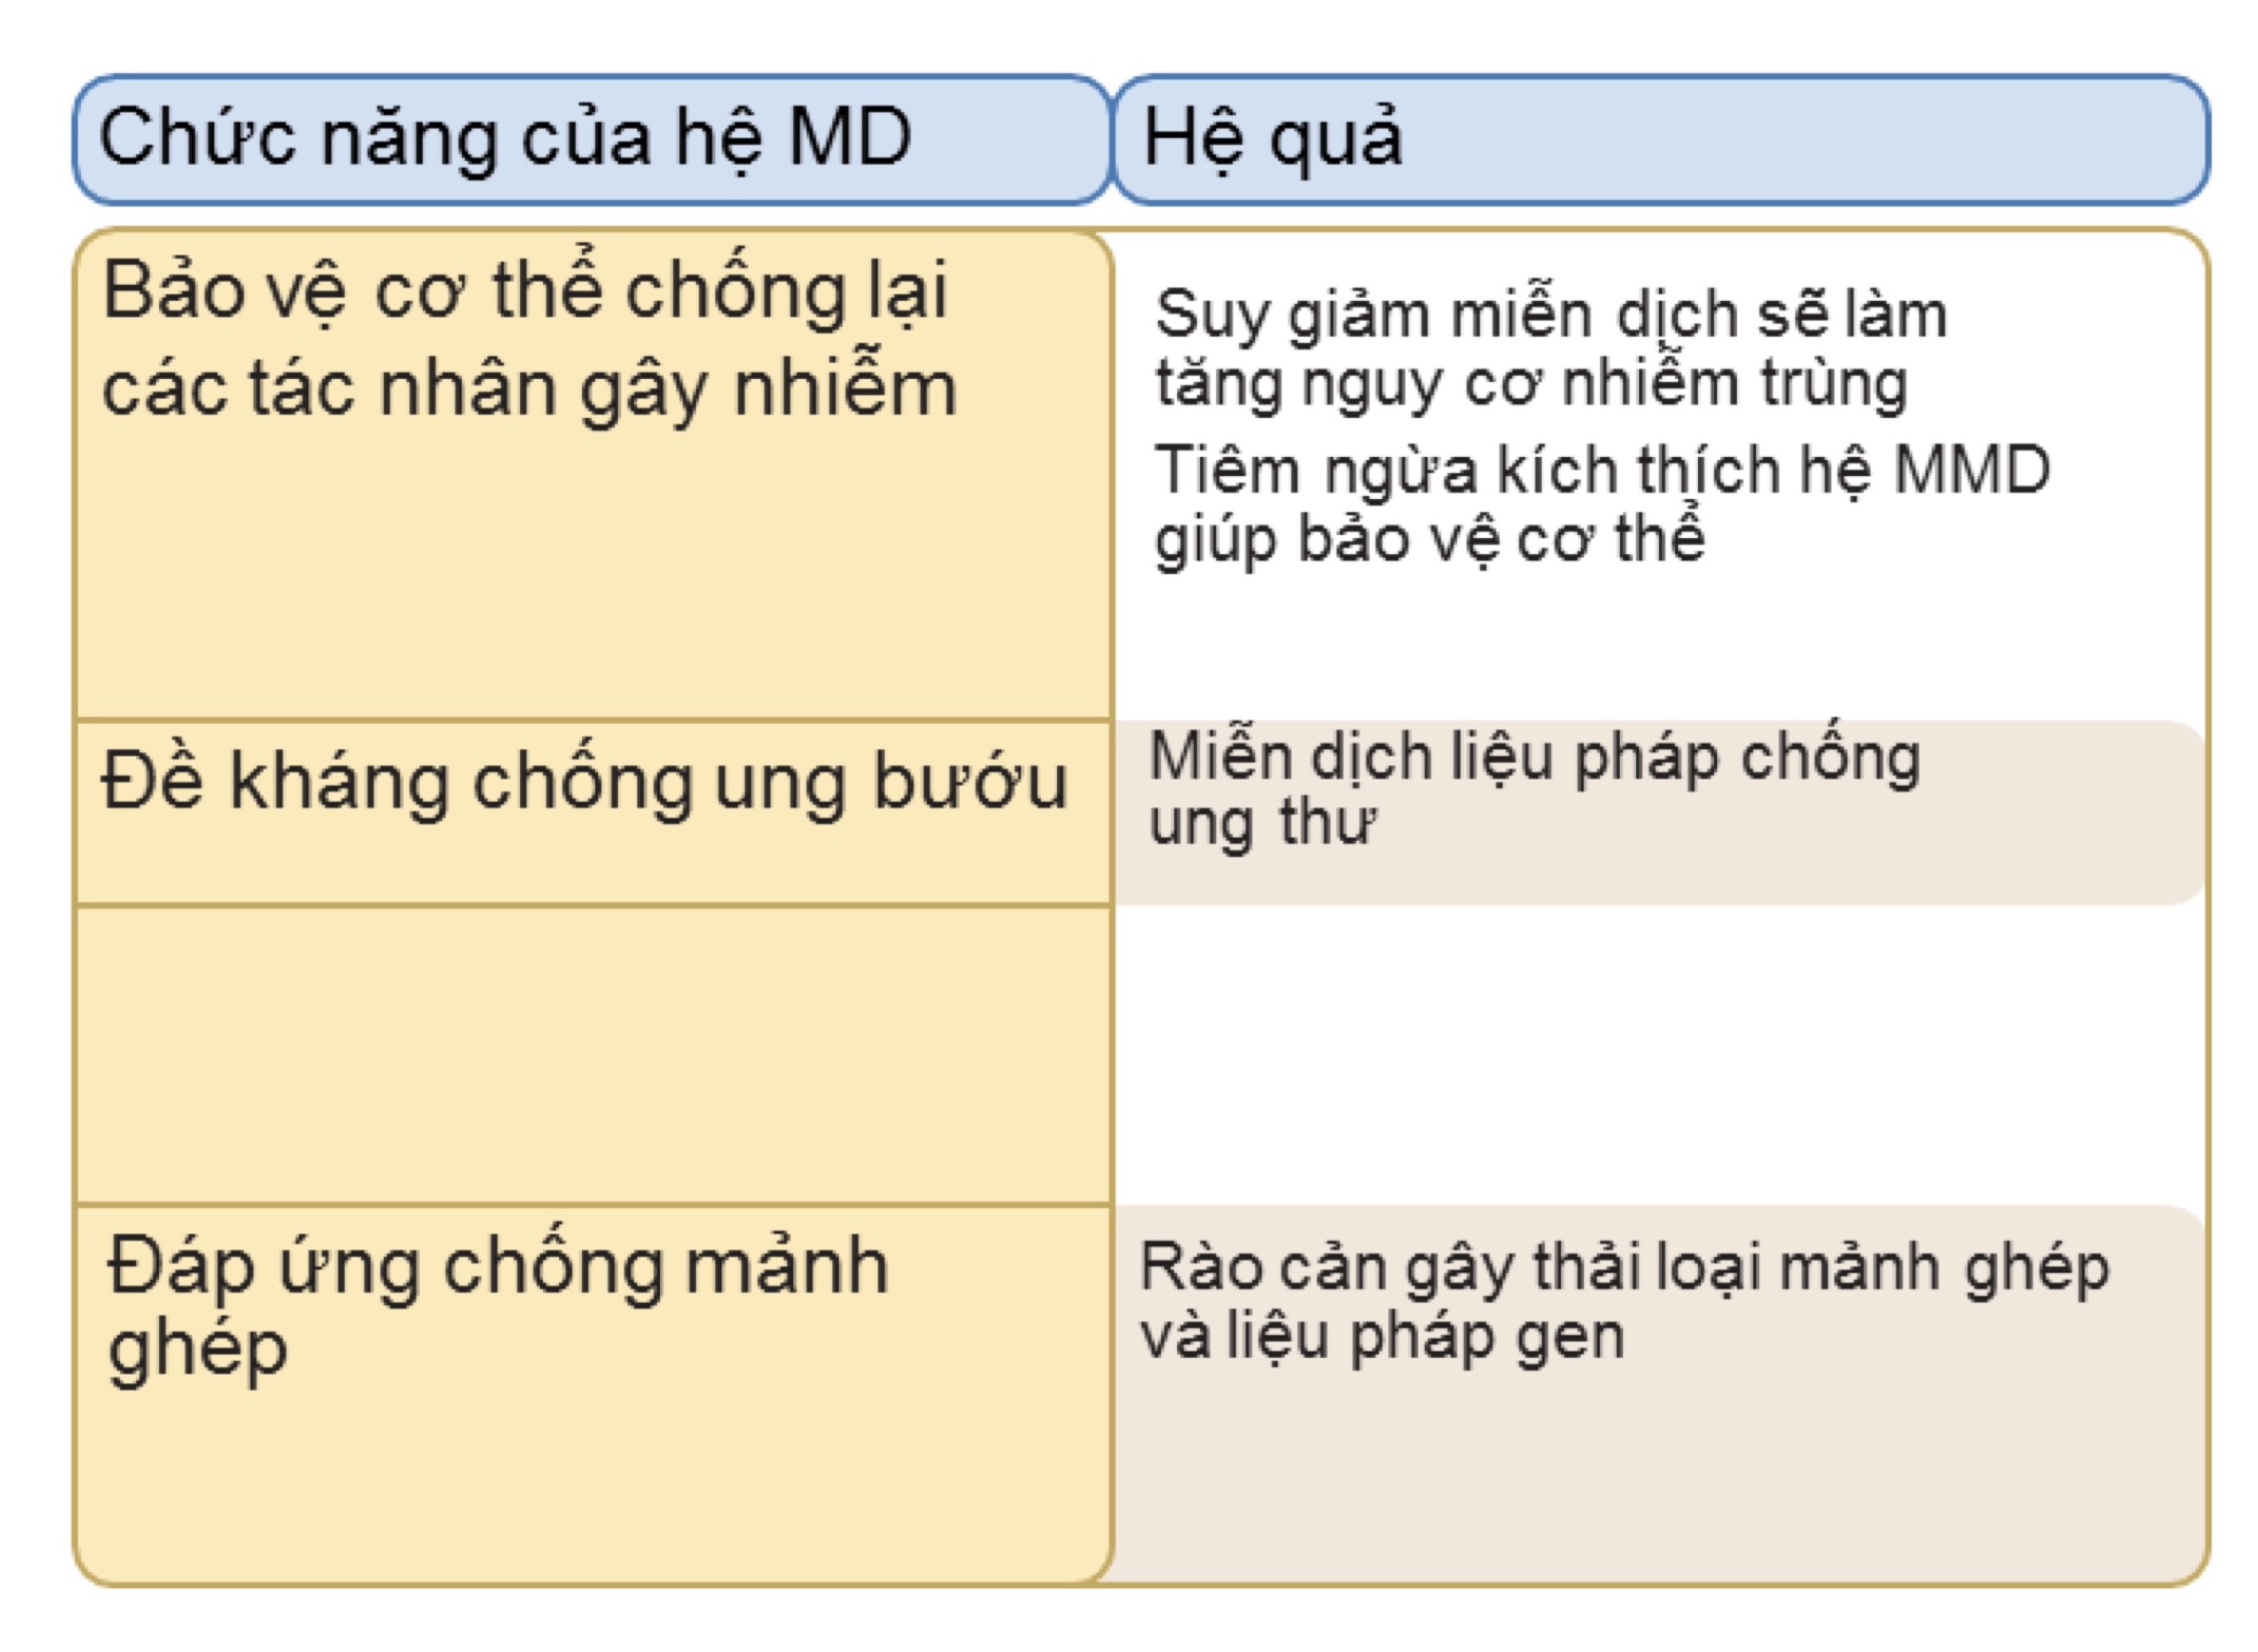 Chức năng của hệ MD
Hệ quả
Bảo vệ cơ thể chống lại
các tác nhân gây nhiễm
Suy giảm miễn dịch sẽ làm
tăng nguy cơ nhiễm trùng
Tiêm ngừa kích thích hệ MMD
giúp bảo vệ cơ thể
Đề kháng chống ung bướu
Miễn dịch liệu pháp chống
ung thư
Đáp ứng chống mảnh
ghép
Rào cản gây thải loại mảnh ghép
và liệu pháp gen